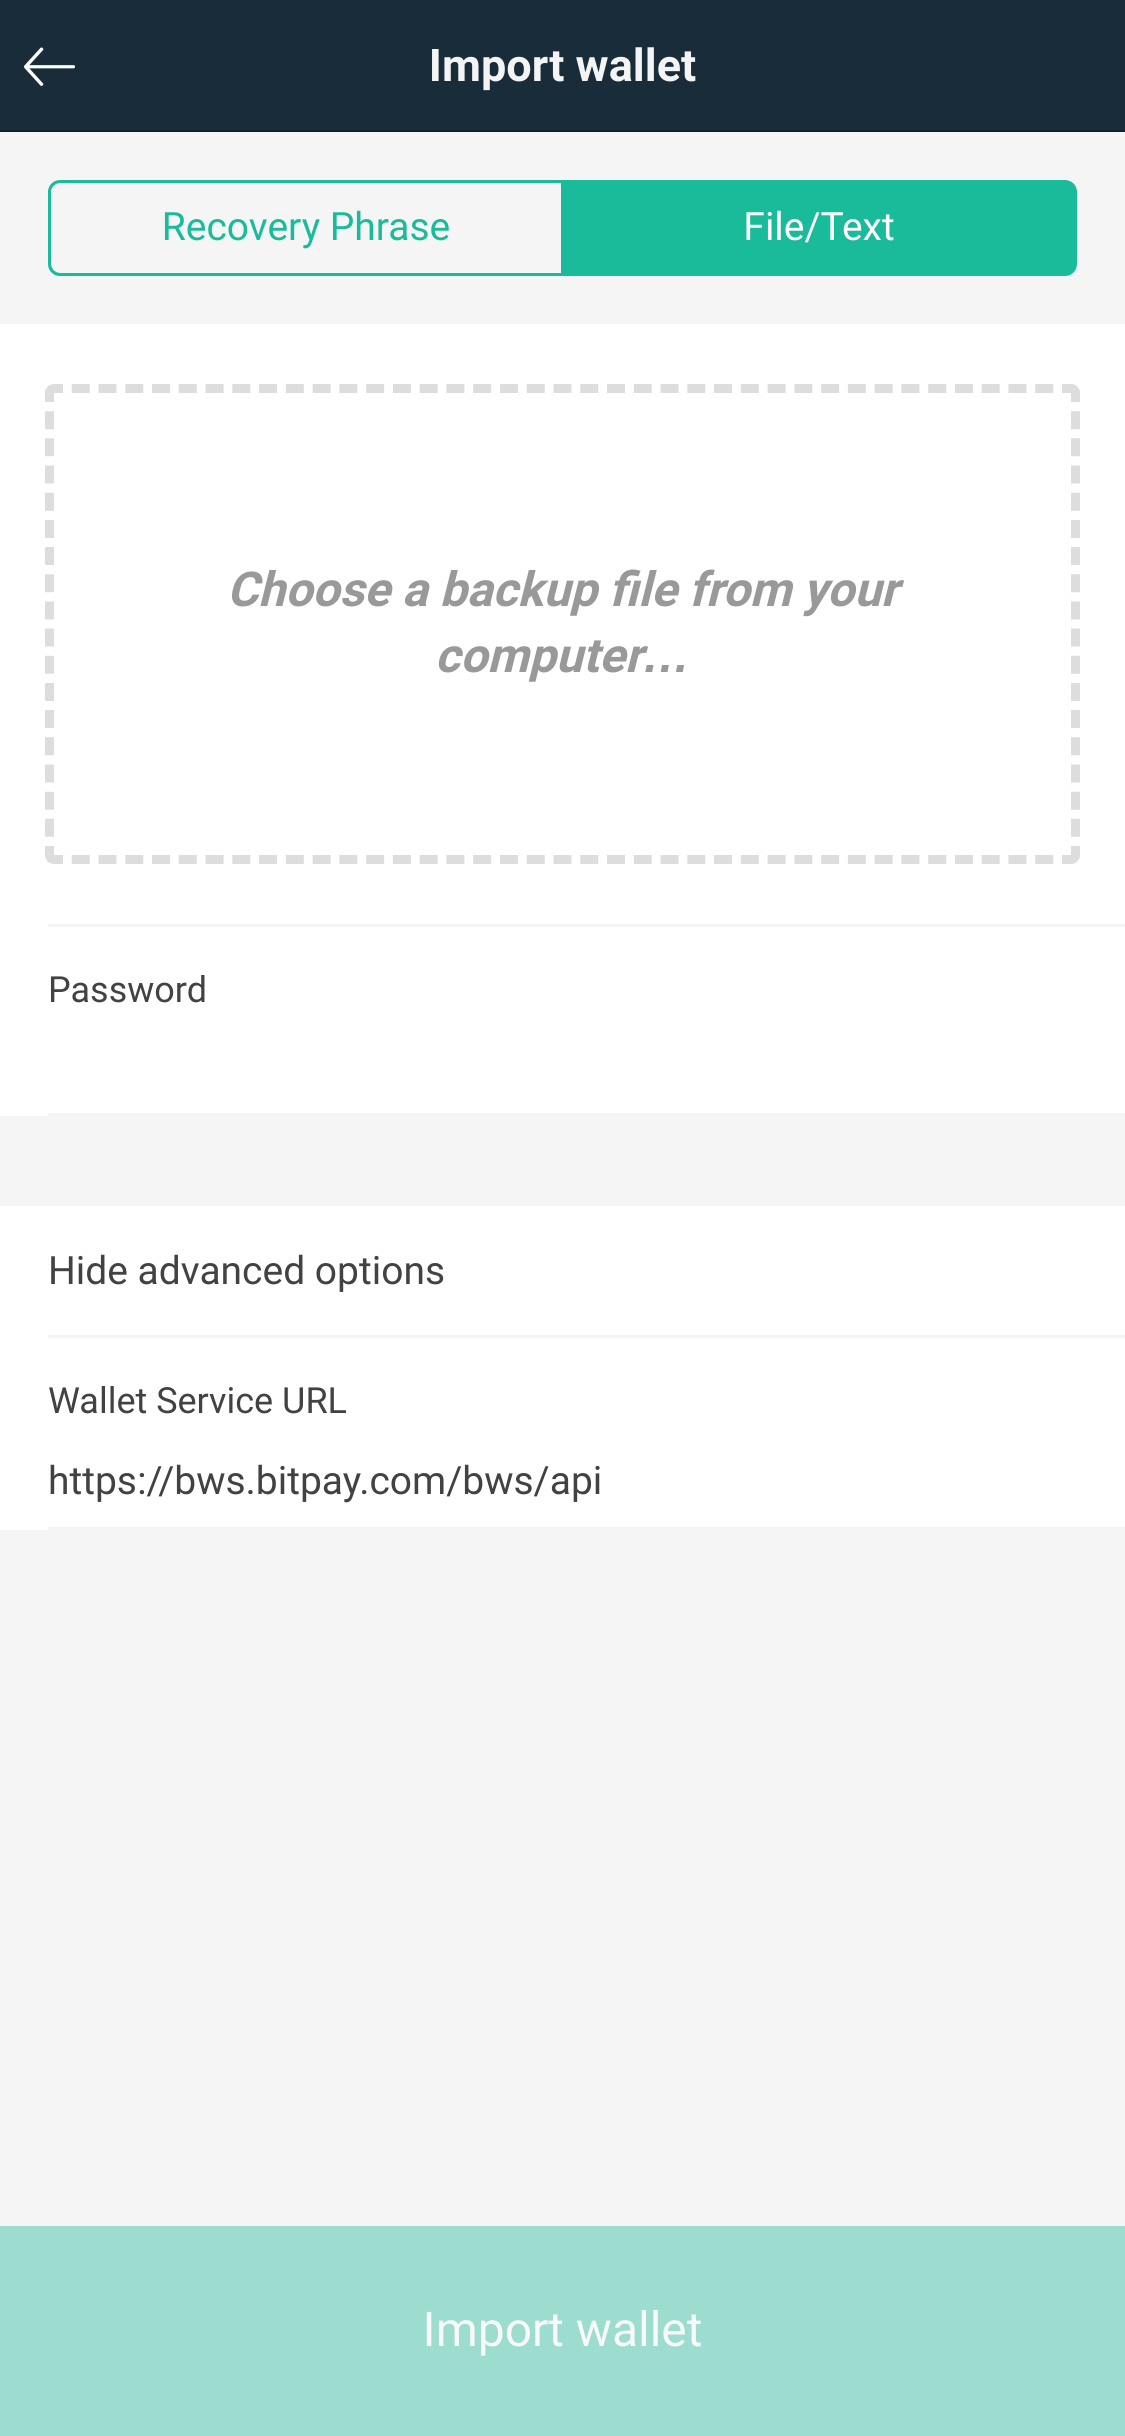 Import wallet
Recovery Phrase
File/Text
Choose a backup file from your
computer...
Password
Hide advanced options
Wallet Service URL
https://bws.bitpay.com/bws/api
Import wallet